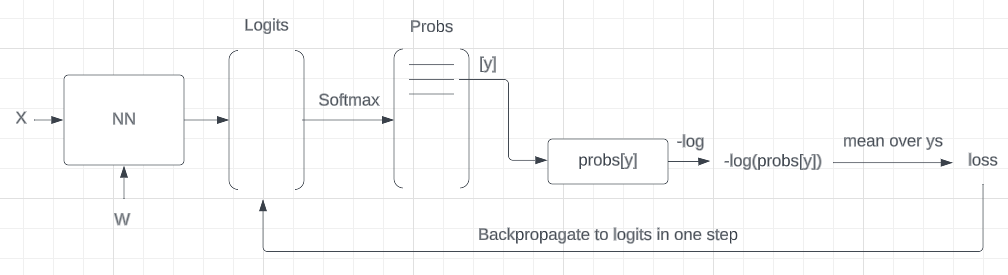 Logits
Probs
[y]
Softmax
X
NN
W
probs[y]
-log
-log(probs[y])
mean over ys
loss
Backpropagate to logits in one step